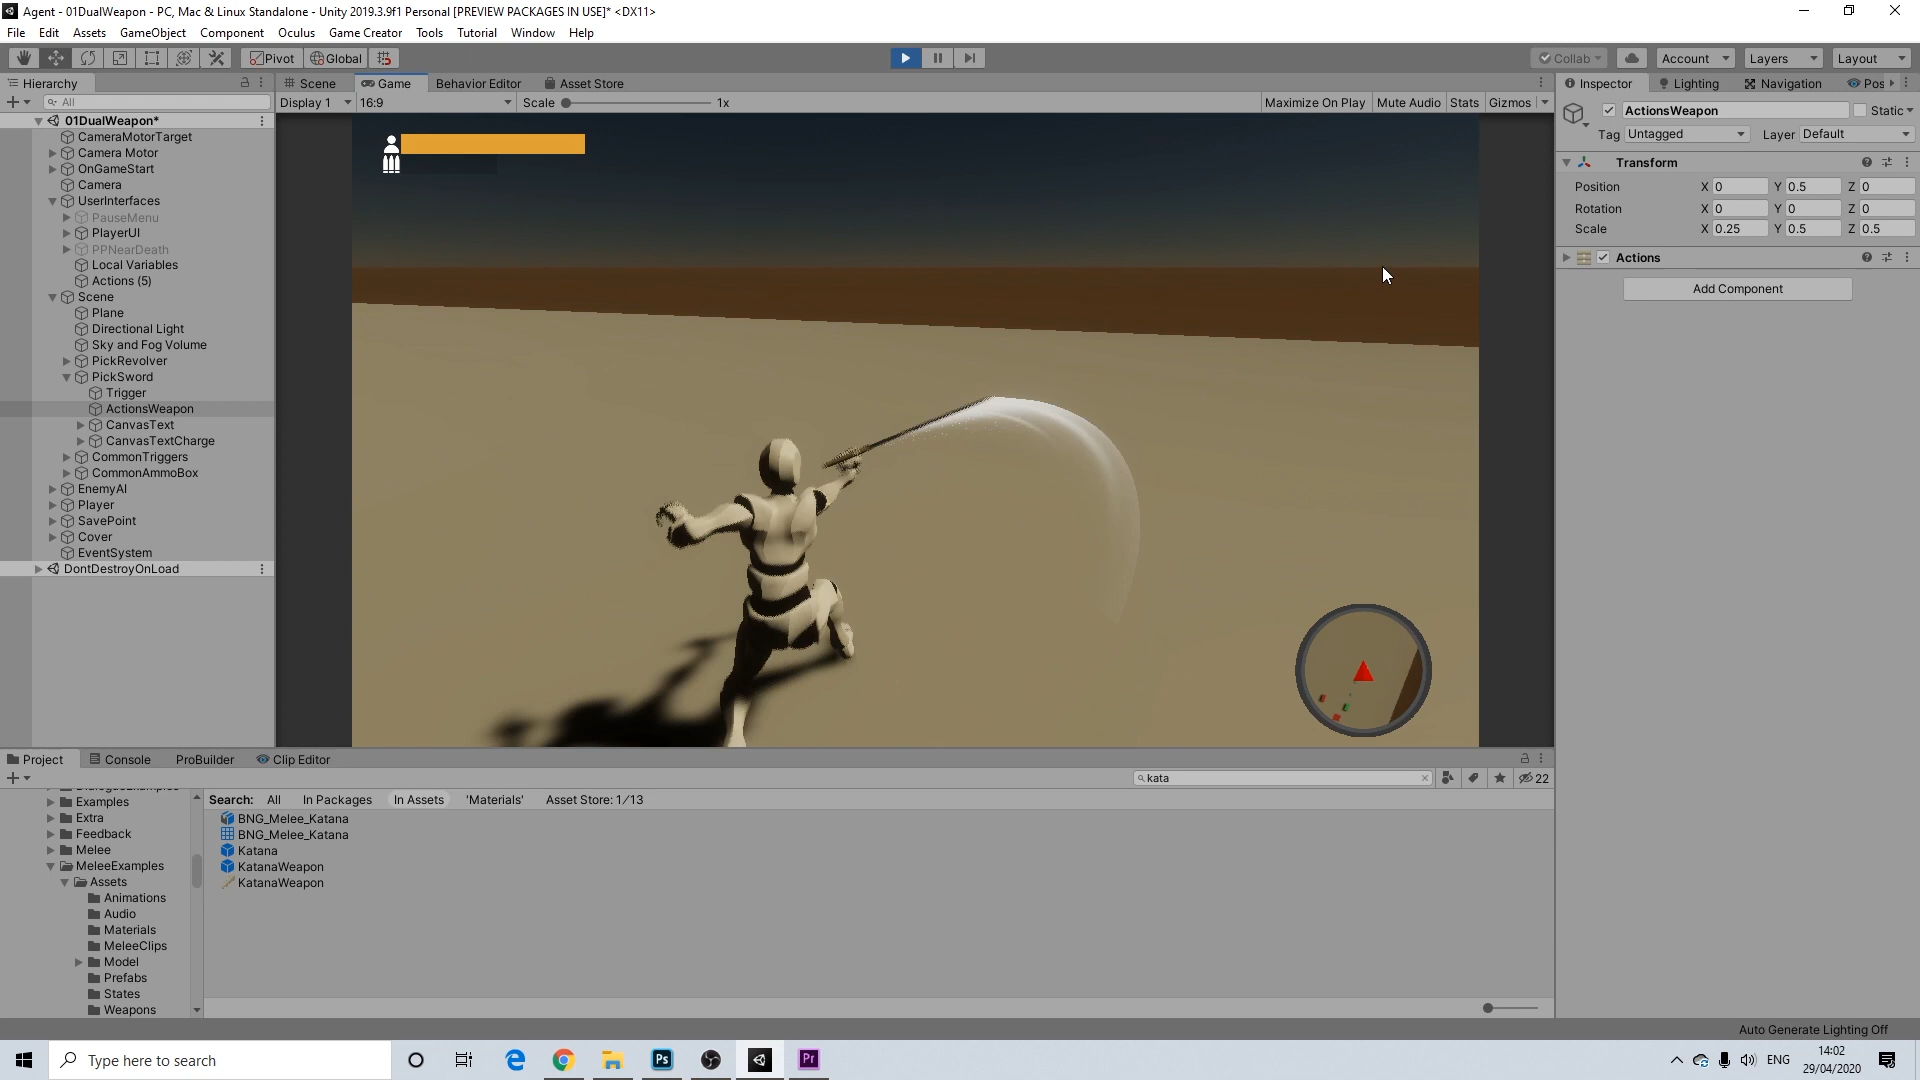 Agent - 01DualWeapon - PC, Mac & Linux Standalone - Unity 2019.3.9f1 Personal [PREVIEW PACKAGES IN USE]* <DX11>
File Edit Assets GameObject Component Oculus Game Creator Tools Tutorial Window Help
Pivot Global Collab Account Layers Layout
Hierarchy Scene Game Behavior Editor Asset Store Inspector Lighting Navigation Pos
All Display 1 16:9 Scale 1x Maximize On Play Mute Audio Stats Gizmos
ActionsWeapon Static
Tag Untagged Layer Default
Transform
Position X 0 Y 0.5 Z 0
Rotation X 0 Y 0 Z 0
Scale X 0.25 Y 0.5 Z 0.5
Actions
Add Component
01DualWeapon*
CameraMotorTarget
Camera Motor
OnGameStart
Camera
UserInterfaces
PauseMenu
PlayerUI
PPNearDeath
Local Variables
Actions (5)
Scene
Plane
Directional Light
Sky and Fog Volume
PickRevolver
PickSword
Trigger
ActionsWeapon
CanvasText
CanvasTextCharge
CommonTriggers
CommonAmmoBox
EnemyAI
Player
SavePoint
Cover
EventSystem
DontDestroyOnLoad
Project Console ProBuilder Clip Editor
kata 22
Search: All In Packages In Assets 'Materials' Asset Store: 1/13
Examples
Extra
Feedback
Melee
MeleeExamples
Assets
Animations
Audio
Materials
MeleeClips
Model
Prefabs
States
Weapons
BNG_Melee_Katana
BNG_Melee_Katana
Katana
KatanaWeapon
KatanaWeapon
Auto Generate Lighting Off
Type here to search
Ps
Pr
ENG
14:02
29/04/2020